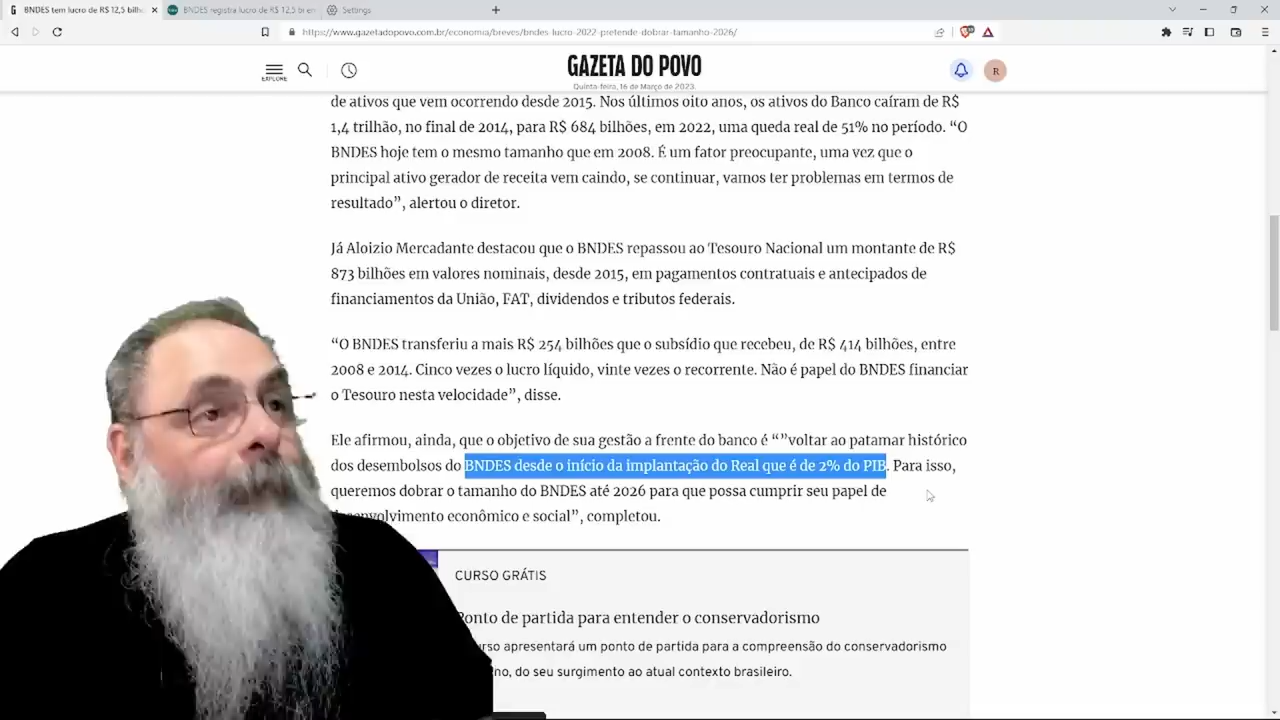 BNDES tem lucro de R$ 12,5 bilh
BNDES registra lucro de R$ 12,5 bi en
Settings
https://www.gazetadopovo.com.br/economia/breves/bndes-lucro-2022-pretende-dobrar-tamanho-2026/
EXPLORE
GAZETA DO POVO
Quinta-feira, 16 de Março de 2023.
R
de ativos que vem ocorrendo desde 2015. Nos últimos oito anos, os ativos do Banco caíram de R$
1,4 trilhão, no final de 2014, para R$ 684 bilhões, em 2022, uma queda real de 51% no período. “O
BNDES hoje tem o mesmo tamanho que em 2008. É um fator preocupante, uma vez que o
principal ativo gerador de receita vem caindo, se continuar, vamos ter problemas em termos de
resultado”, alertou o diretor.
Já Aloizio Mercadante destacou que o BNDES repassou ao Tesouro Nacional um montante de R$
873 bilhões em valores nominais, desde 2015, em pagamentos contratuais e antecipados de
financiamentos da União, FAT, dividendos e tributos federais.
“O BNDES transferiu a mais R$ 254 bilhões que o subsídio que recebeu, de R$ 414 bilhões, entre
2008 e 2014. Cinco vezes o lucro líquido, vinte vezes o recorrente. Não é papel do BNDES financiar
o Tesouro nesta velocidade”, disse.
Ele afirmou, ainda, que o objetivo de sua gestão a frente do banco é “”voltar ao patamar histórico
dos desembolsos do BNDES desde o início da implantação do Real que é de 2% do PIB. Para isso,
queremos dobrar o tamanho do BNDES até 2026 para que possa cumprir seu papel de
desenvolvimento econômico e social”, completou.
CURSO GRÁTIS
Ponto de partida para entender o conservadorismo
apresentará um ponto de partida para a compreensão do conservadorismo
do seu surgimento ao atual contexto brasileiro.